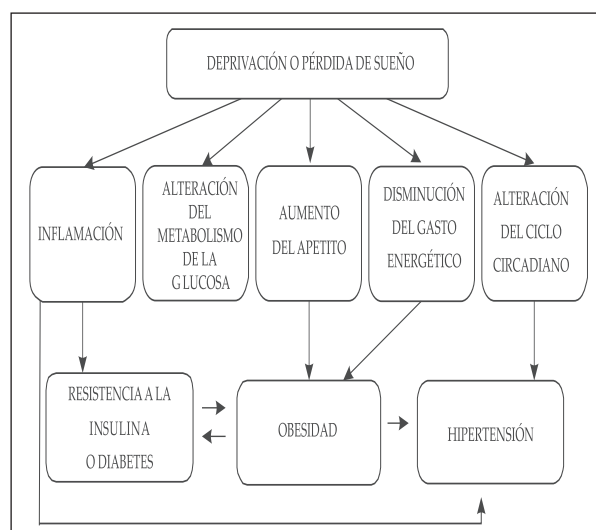 DEPRIVACIÓN O PÉRDIDA DE SUEÑO
INFLAMACIÓN
ALTERACIÓN
DEL
METABOLISMO
DE LA
G LUCOSA
AUMENTO
DEL APETITO
DISMINUCIÓN
DEL GASTO
ENERGÉTICO
ALTERACIÓN
DEL CICLO
CIRCADIANO
RESISTENCIA A LA
INSULINA
O DIABETES
OBESIDAD
HIPERTENSIÓN